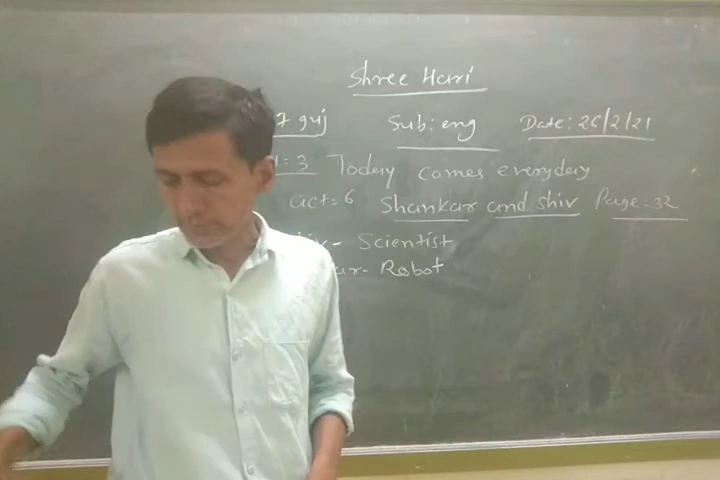 Shree Hari
7 guj Sub: eng Date: 26/2/21
= 3 Today comes everyday
act = 6 Shankar and shiv Page = 32
- Scientist
- Robot